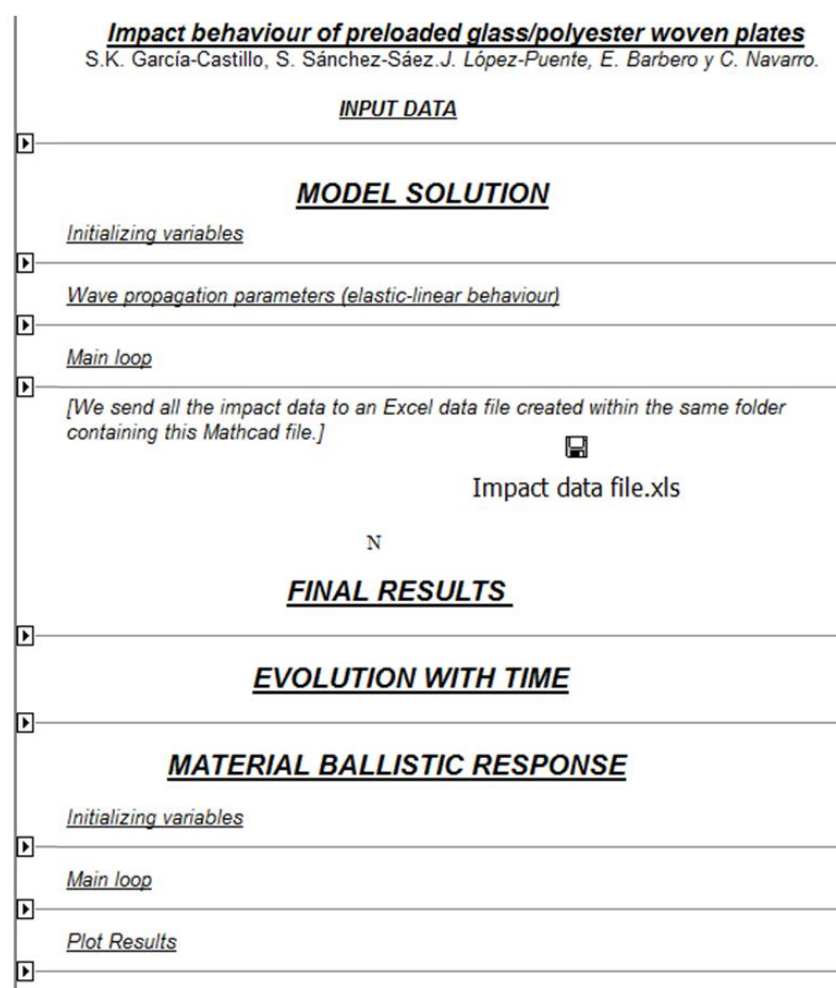 Impact behaviour of preloaded glass/polyester woven plates
S.K. García-Castillo, S. Sánchez-Sáez.J. López-Puente, E. Barbero y C. Navarro.
INPUT DATA
MODEL SOLUTION
Initializing variables
Wave propagation parameters (elastic-linear behaviour)
Main loop
[We send all the impact data to an Excel data file created within the same folder
containing this Mathcad file.]
Impact data file.xls
N
FINAL RESULTS
EVOLUTION WITH TIME
MATERIAL BALLISTIC RESPONSE
Initializing variables
Main loop
Plot Results